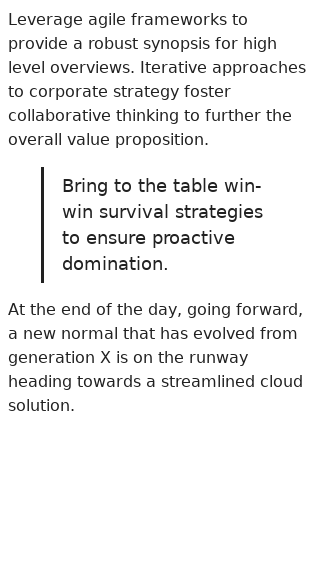 Leverage agile frameworks to
provide a robust synopsis for high
level overviews. Iterative approaches
to corporate strategy foster
collaborative thinking to further the
overall value proposition.
Bring to the table win-
win survival strategies
to ensure proactive
domination.
At the end of the day, going forward,
a new normal that has evolved from
generation X is on the runway
heading towards a streamlined cloud
solution.